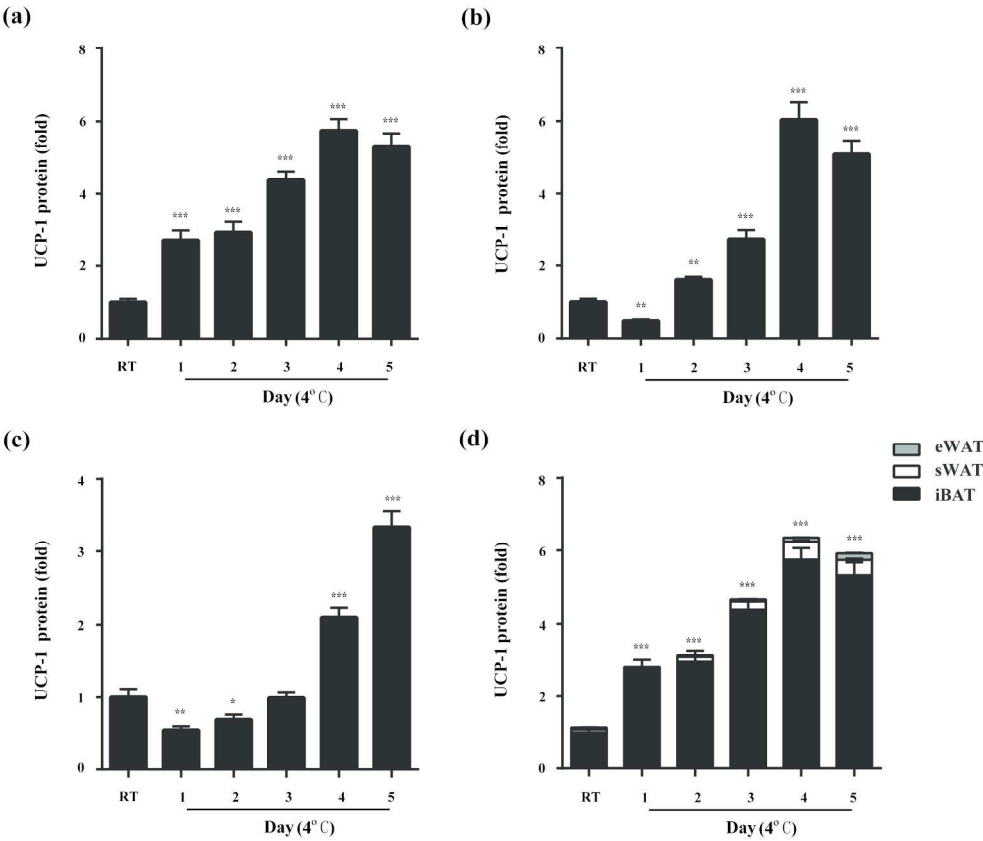 (a)
8
6
4
2
0
UCP-1 protein (fold)
***
***
***
***
***
RT 1 2 3 4 5
Day (4° C)
(b)
8
6
4
2
0
UCP-1 protein (fold)
**
**
***
***
***
RT 1 2 3 4 5
Day (4° C)
(c)
4
3
2
1
0
UCP-1 protein (fold)
**
*
***
***
RT 1 2 3 4 5
Day (4° C)
(d)
eWAT
sWAT
iBAT
8
6
4
2
0
UCP-1 protein (fold)
***
***
***
***
***
RT 1 2 3 4 5
Day (4° C)